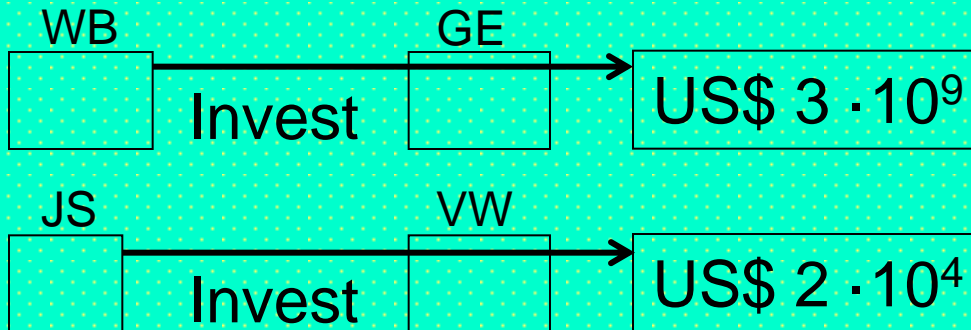 WB GE
Invest US$ 3 ·10⁹
JS VW
Invest US$ 2 ·10⁴